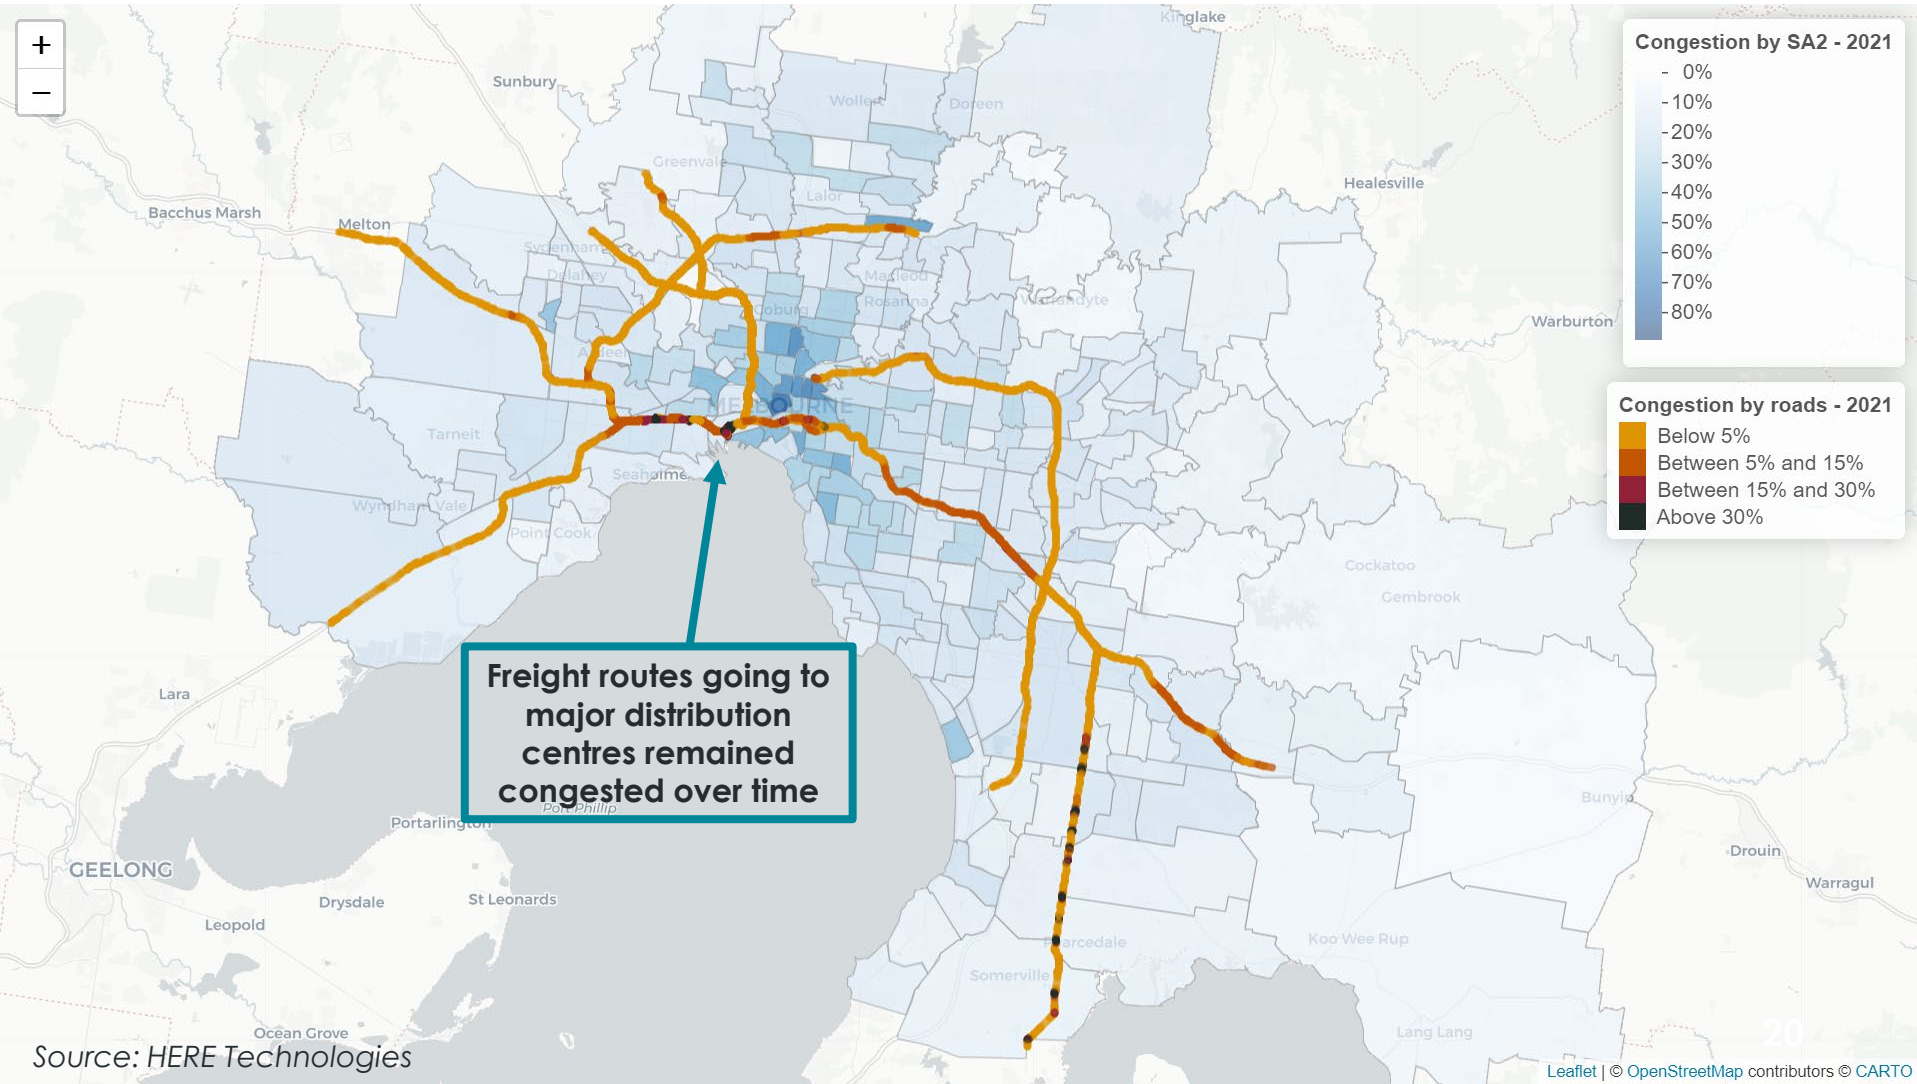 +
−
Kinglake
Sunbury
Wollert
Doreen
Greenvale
Healesville
Lalor
Bacchus Marsh
Melton
Sydenham
Delahey
Macleod
Rosanna
Warrandyte
Coburg
Warburton
Ardeer
MELBOURNE
Tarneit
Seaholme
Wyndham Vale
Point Cook
Cockatoo
Gembrook
Lara
Freight routes going to
major distribution
centres remained
congested over time
Port Phillip
Portarlington
Bunyip
GEELONG
Drouin
Warragul
Drysdale
St Leonards
Leopold
Pearcedale
Koo Wee Rup
Somerville
Ocean Grove
Lang Lang
Congestion by SA2 - 2021
- 0%
-10%
-20%
-30%
-40%
-50%
-60%
-70%
-80%
Congestion by roads - 2021
Below 5%
Between 5% and 15%
Between 15% and 30%
Above 30%
20
Source: HERE Technologies
Leaflet | © OpenStreetMap contributors © CARTO